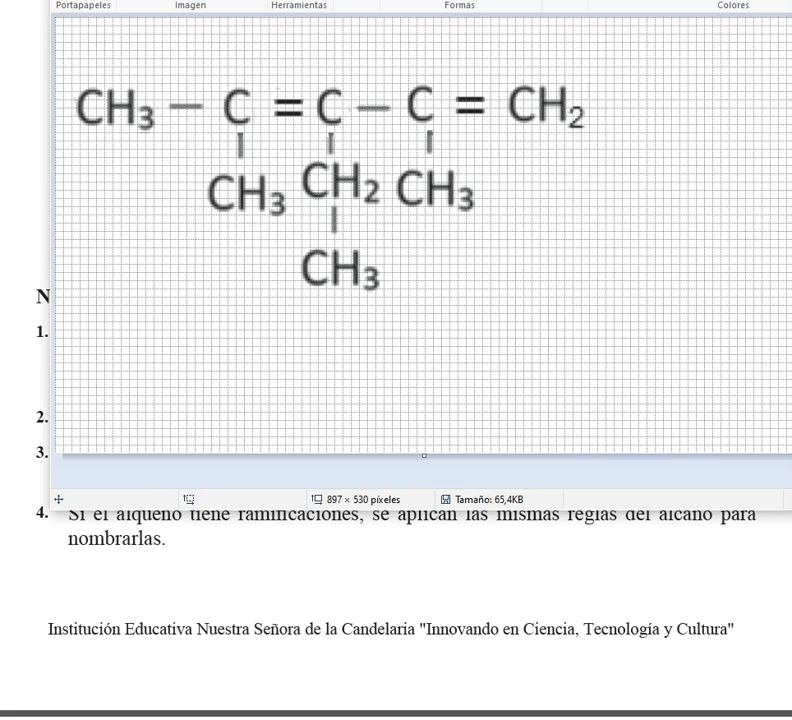 Portapapeles Imagen Herramientas Formas Colores
CH3 — C = C — C = CH2
CH3 CH2 CH3
CH3
N
1.
2.
3.
897 × 530 píxeles Tamaño: 65,4KB
4. Si el alqueno tiene ramificaciones, se aplican las mismas reglas del alcano para
nombrarlas.
Institución Educativa Nuestra Señora de la Candelaria "Innovando en Ciencia, Tecnología y Cultura"